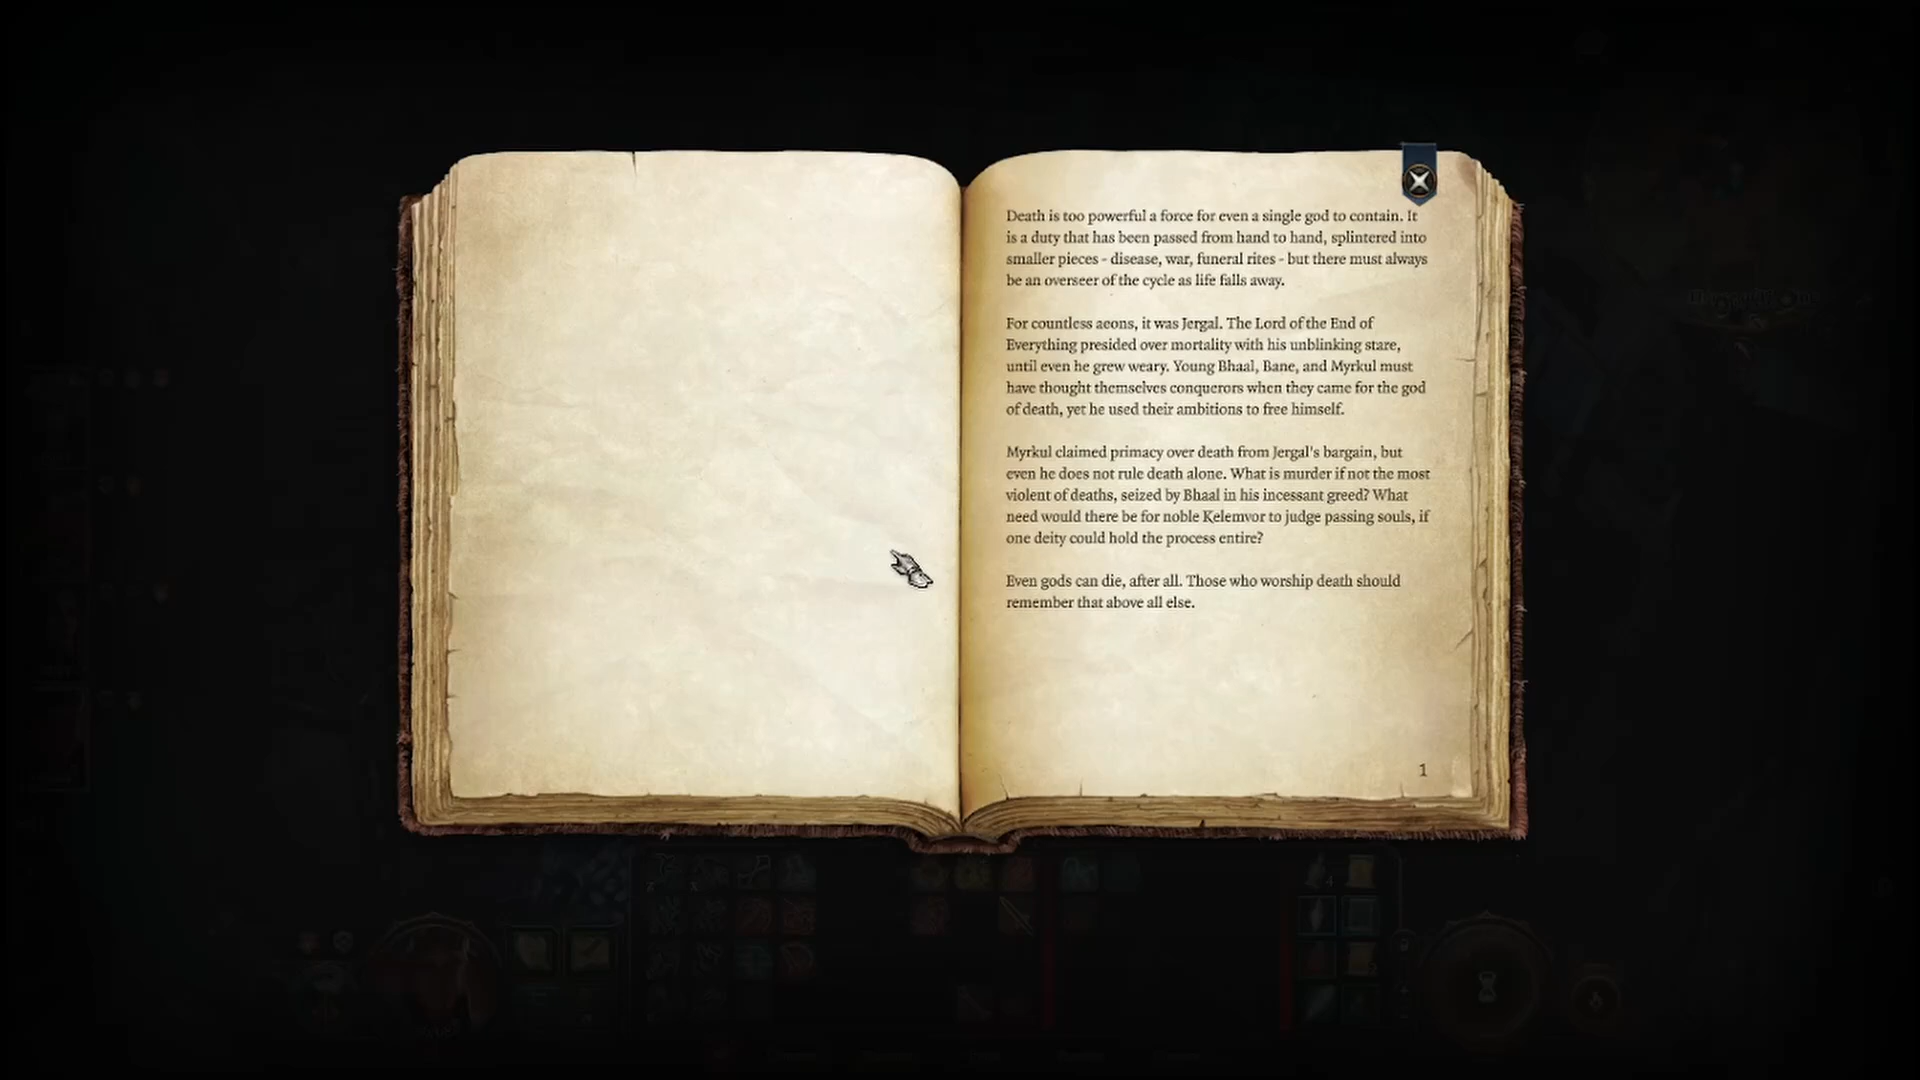 Death is too powerful a force for even a single god to contain. It
is a duty that has been passed from hand to hand, splintered into
smaller pieces - disease, war, funeral rites - but there must always
be an overseer of the cycle as life falls away.
For countless aeons, it was Jergal. The Lord of the End of
Everything presided over mortality with his unblinking stare,
until even he grew weary. Young Bhaal, Bane, and Myrkul must
have thought themselves conquerors when they came for the god
of death, yet he used their ambitions to free himself.
Myrkul claimed primacy over death from Jergal's bargain, but
even he does not rule death alone. What is murder if not the most
violent of deaths, seized by Bhaal in his incessant greed? What
need would there be for noble Kelemvor to judge passing souls, if
one deity could hold the process entire?
Even gods can die, after all. Those who worship death should
remember that above all else.
1